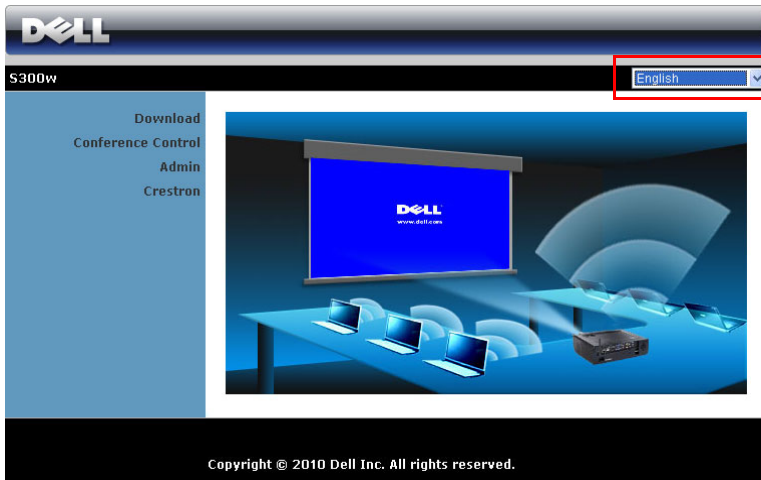 DELL
S300w
English
Download
Conference Control
Admin
Crestron
DELL
www.dell.com
Copyright © 2010 Dell Inc. All rights reserved.